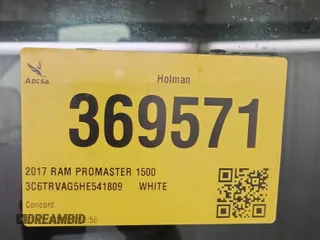 Holman
ADESA
369571
2017 RAM PROMASTER 1500
3C6TRVAG5HE541809 WHITE
Concord
DREAMBID